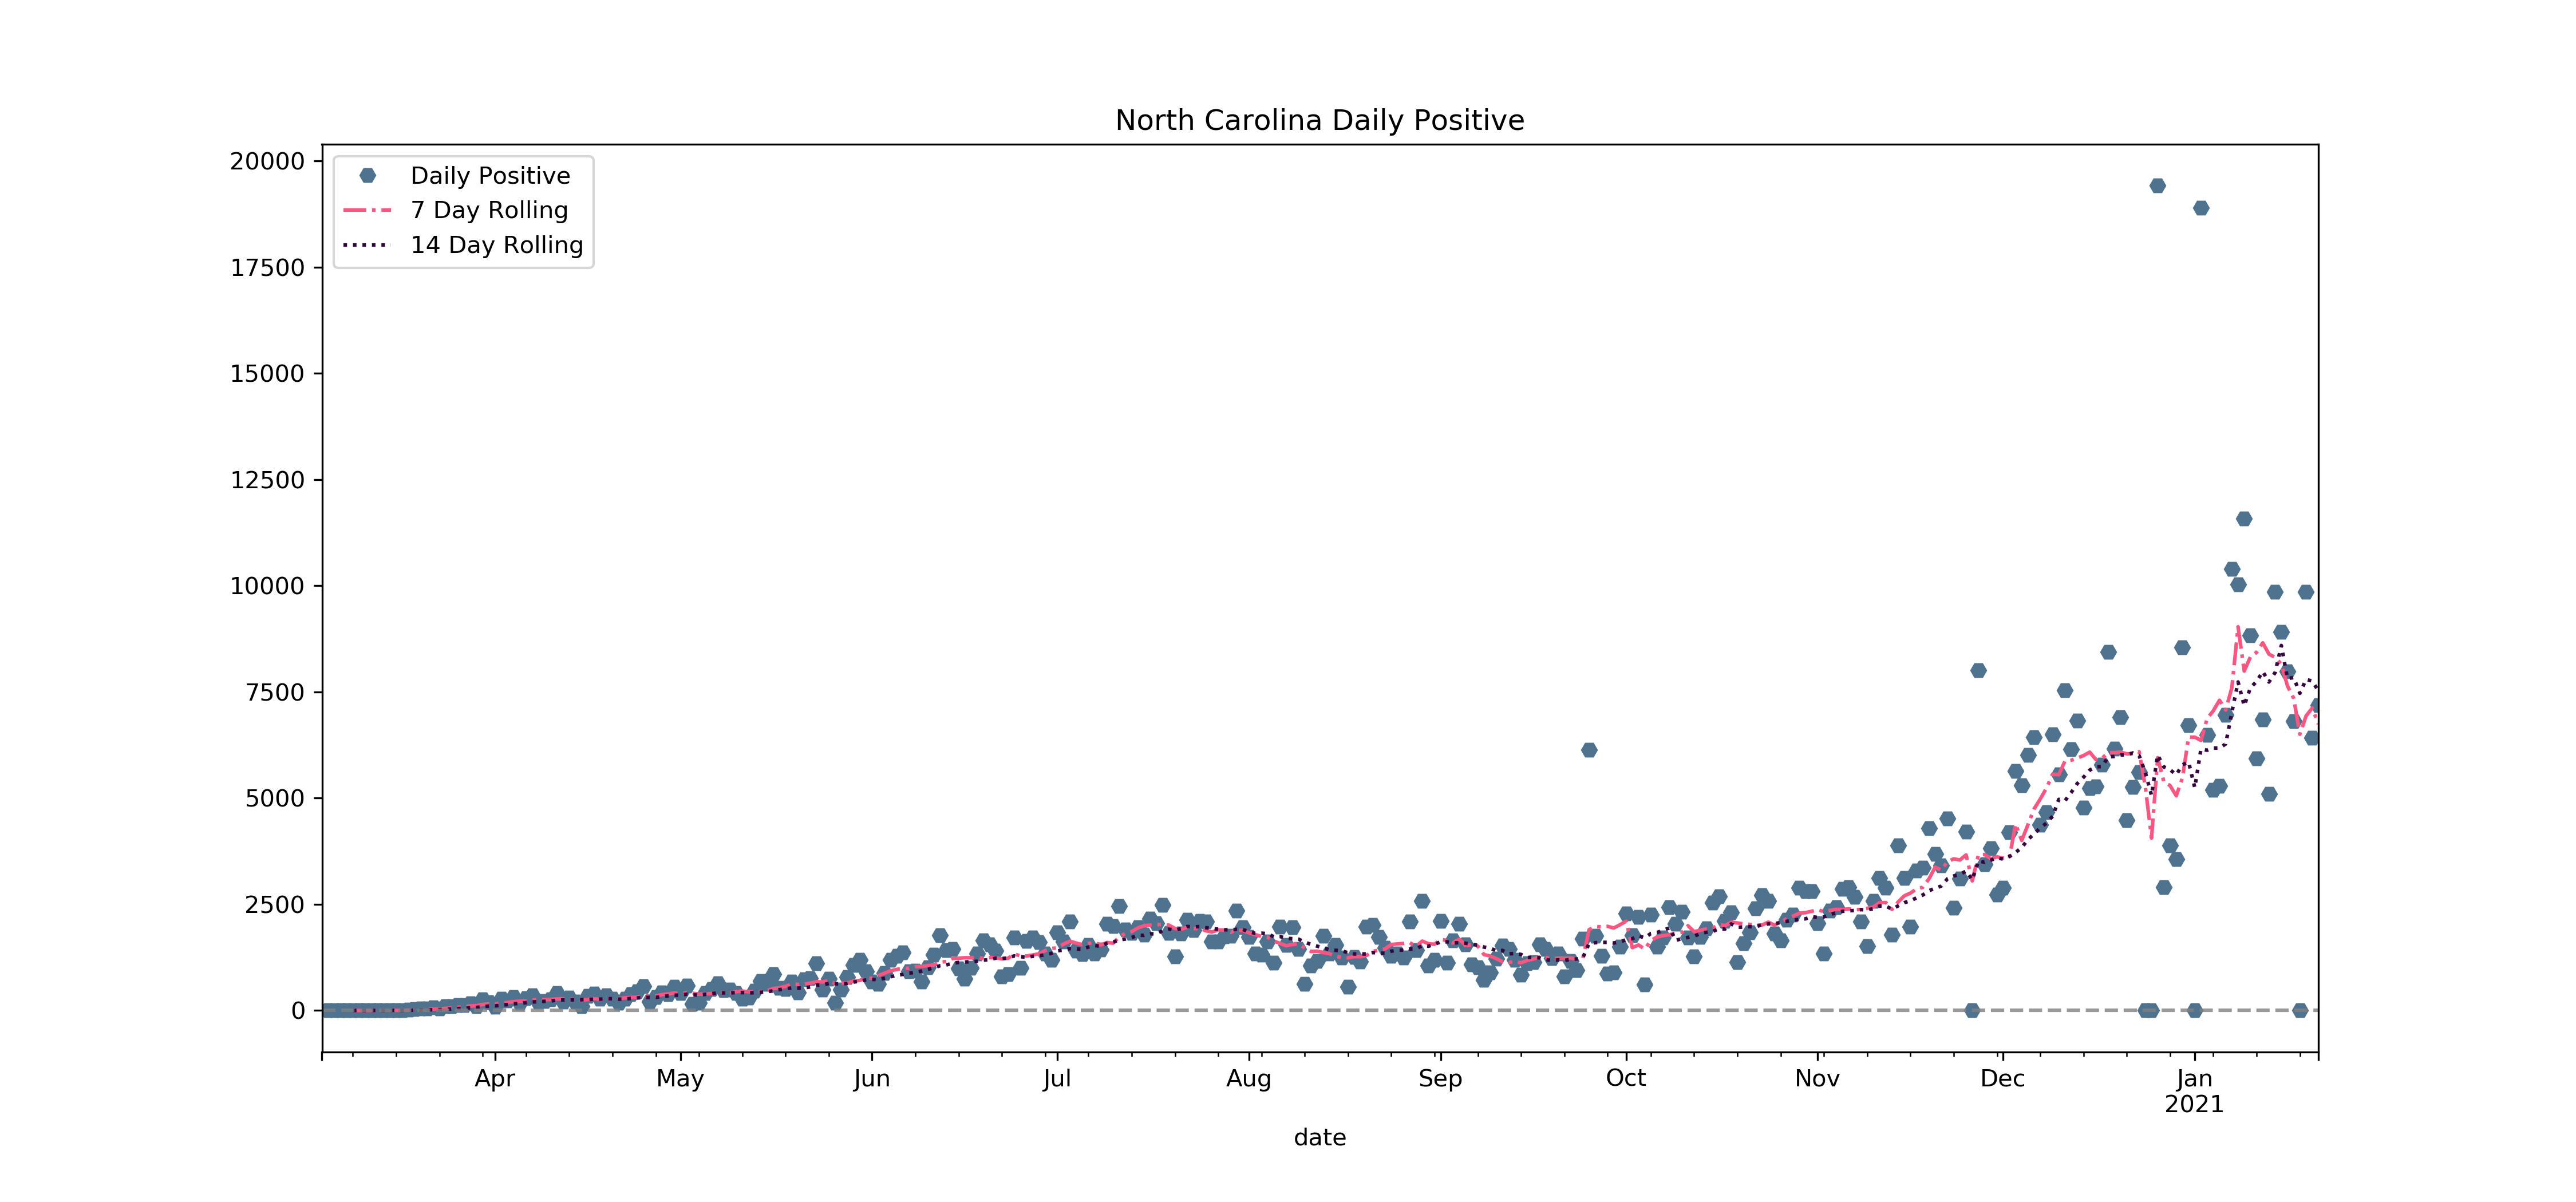 North Carolina Daily Positive
Daily Positive
7 Day Rolling
14 Day Rolling
20000
17500
15000
12500
10000
7500
5000
2500
0
Apr May Jun Jul Aug Sep Oct Nov Dec Jan
2021
date